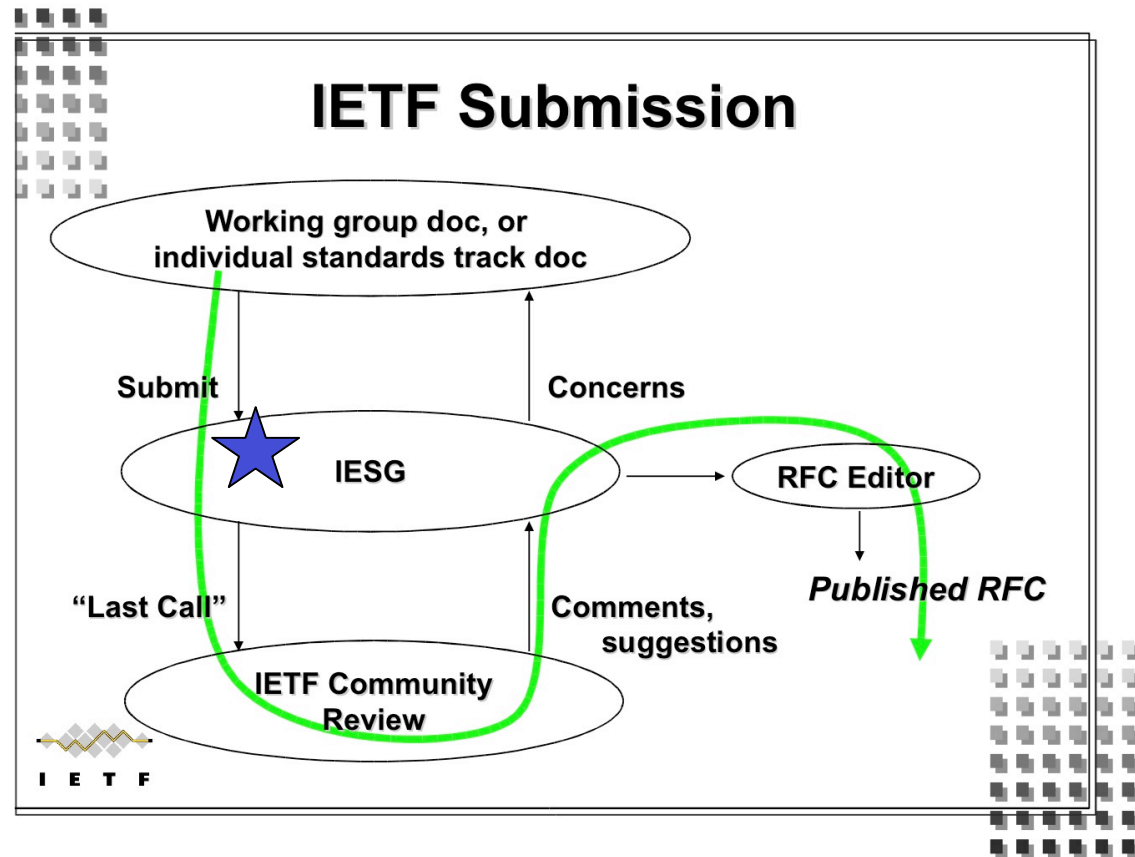 IETF Submission
Working group doc, or
individual standards track doc
Submit
Concerns
IESG
RFC Editor
Published RFC
“Last Call”
Comments,
suggestions
IETF Community
Review
I E T F